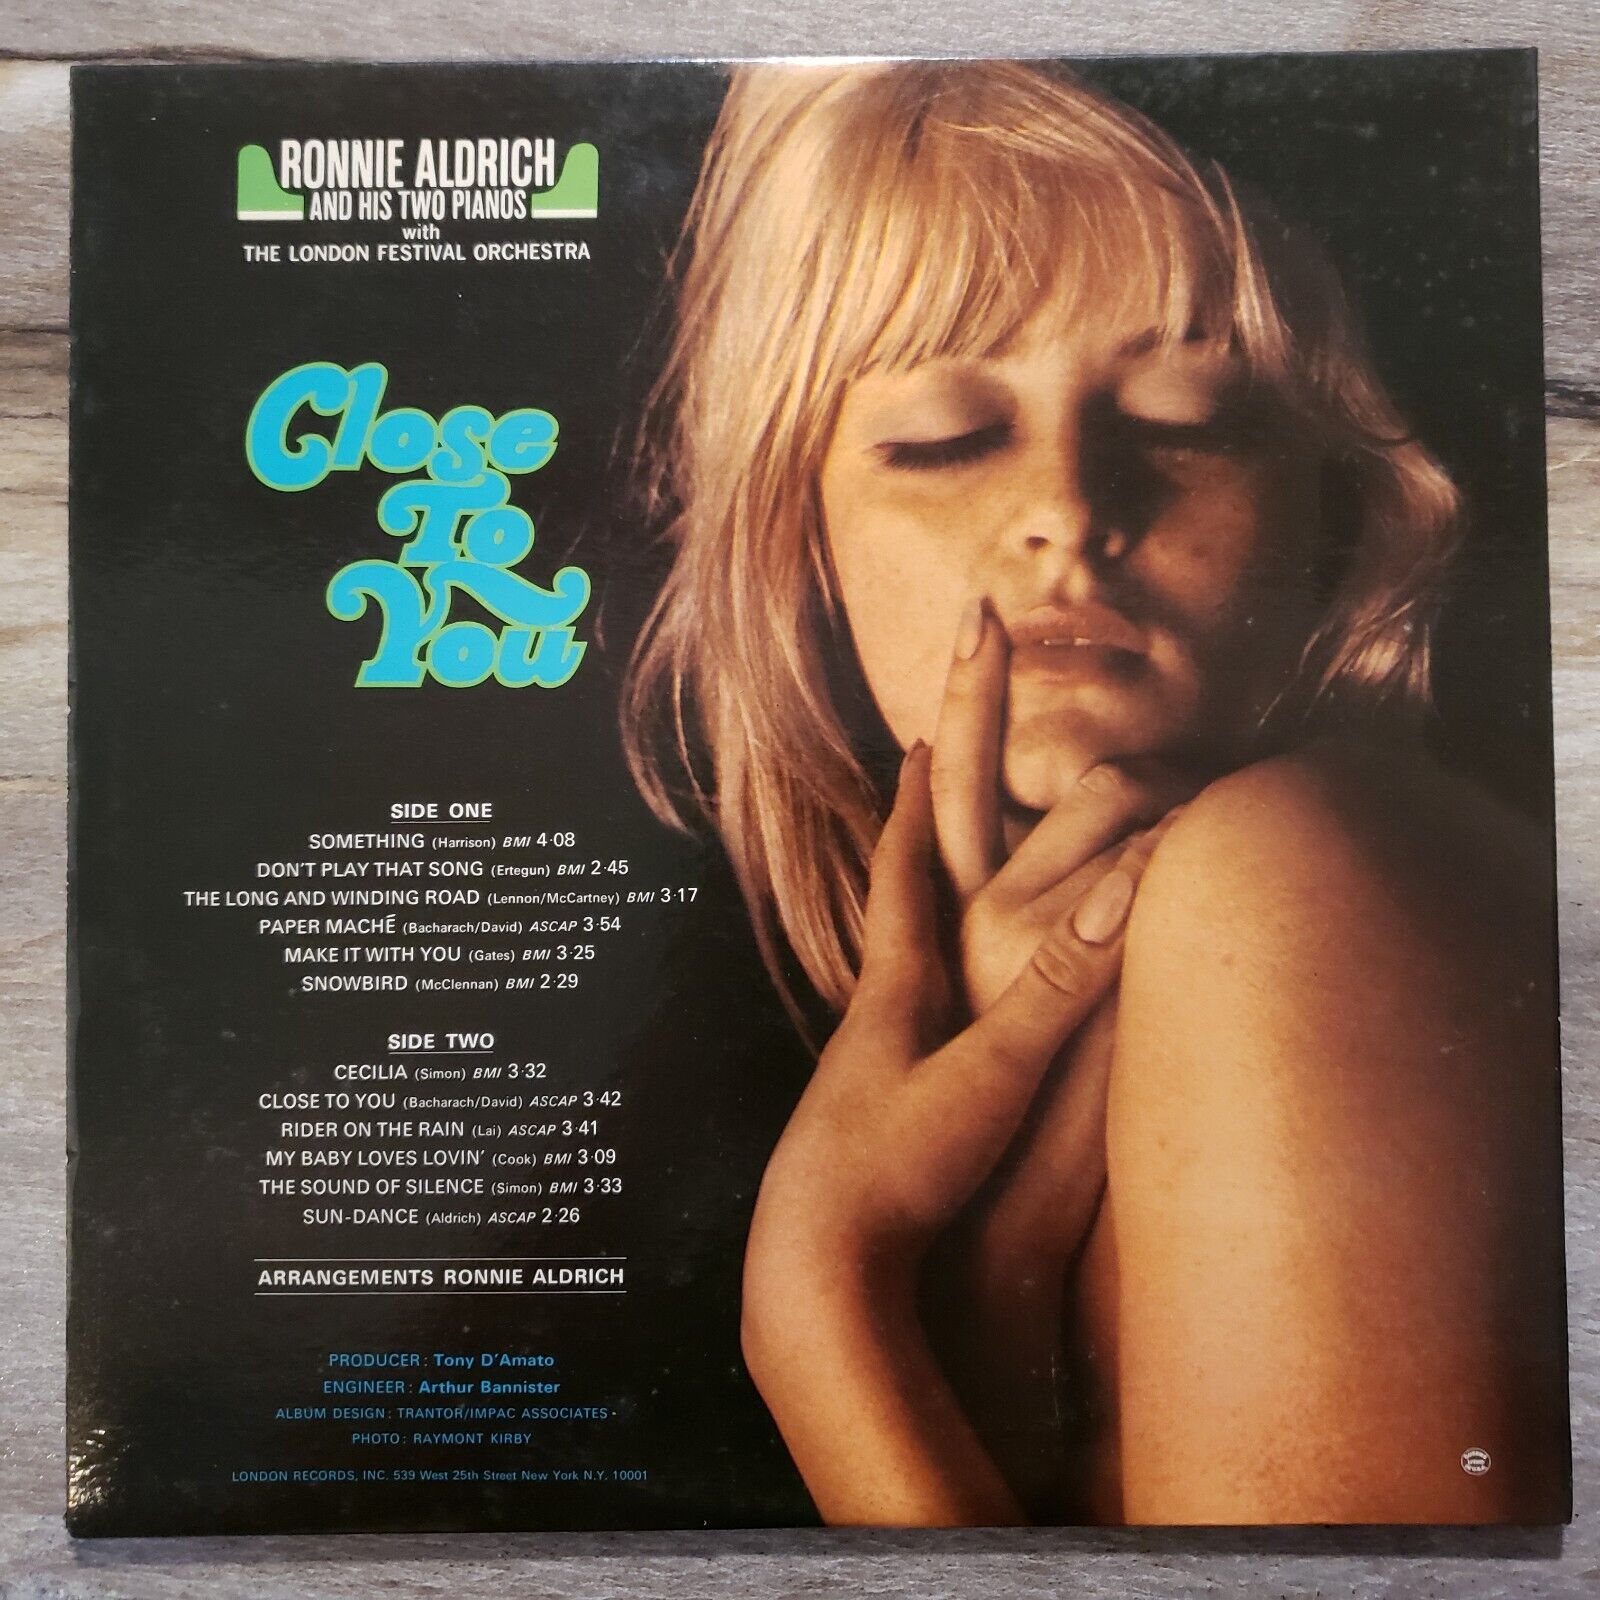 RONNIE ALDRICH
AND HIS TWO PIANOS
with
THE LONDON FESTIVAL ORCHESTRA
Close
To
You
SIDE ONE
SOMETHING (Harrison) BMI 4·08
DON'T PLAY THAT SONG (Ertegun) BMI 2·45
THE LONG AND WINDING ROAD (Lennon/McCartney) BMI 3·17
PAPER MACHÉ (Bacharach/David) ASCAP 3·54
MAKE IT WITH YOU (Gates) BMI 3·25
SNOWBIRD (McClennan) BMI 2·29
SIDE TWO
CECILIA (Simon) BMI 3·32
CLOSE TO YOU (Bacharach/David) ASCAP 3·42
RIDER ON THE RAIN (Lai) ASCAP 3·41
MY BABY LOVES LOVIN' (Cook) BMI 3·09
THE SOUND OF SILENCE (Simon) BMI 3·33
SUN-DANCE (Aldrich) ASCAP 2·26
ARRANGEMENTS RONNIE ALDRICH
PRODUCER: Tony D'Amato
ENGINEER: Arthur Bannister
ALBUM DESIGN: TRANTOR/IMPAC ASSOCIATES ·
PHOTO: RAYMONT KIRBY
LONDON RECORDS, INC. 539 West 25th Street New York N.Y. 10001